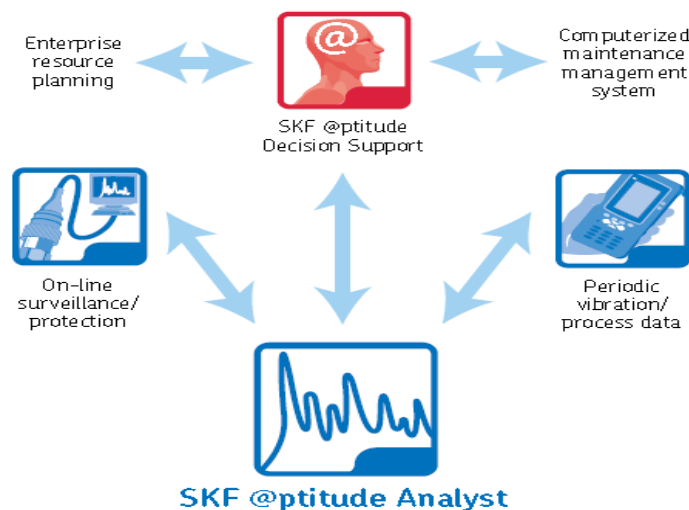 Enterprise
resource
planning
@
Computerized
maintenance
management
system
SKF @ptitude
Decision Support
On-line
surveillance/
protection
Periodic
vibration/
process data
SKF @ptitude Analyst